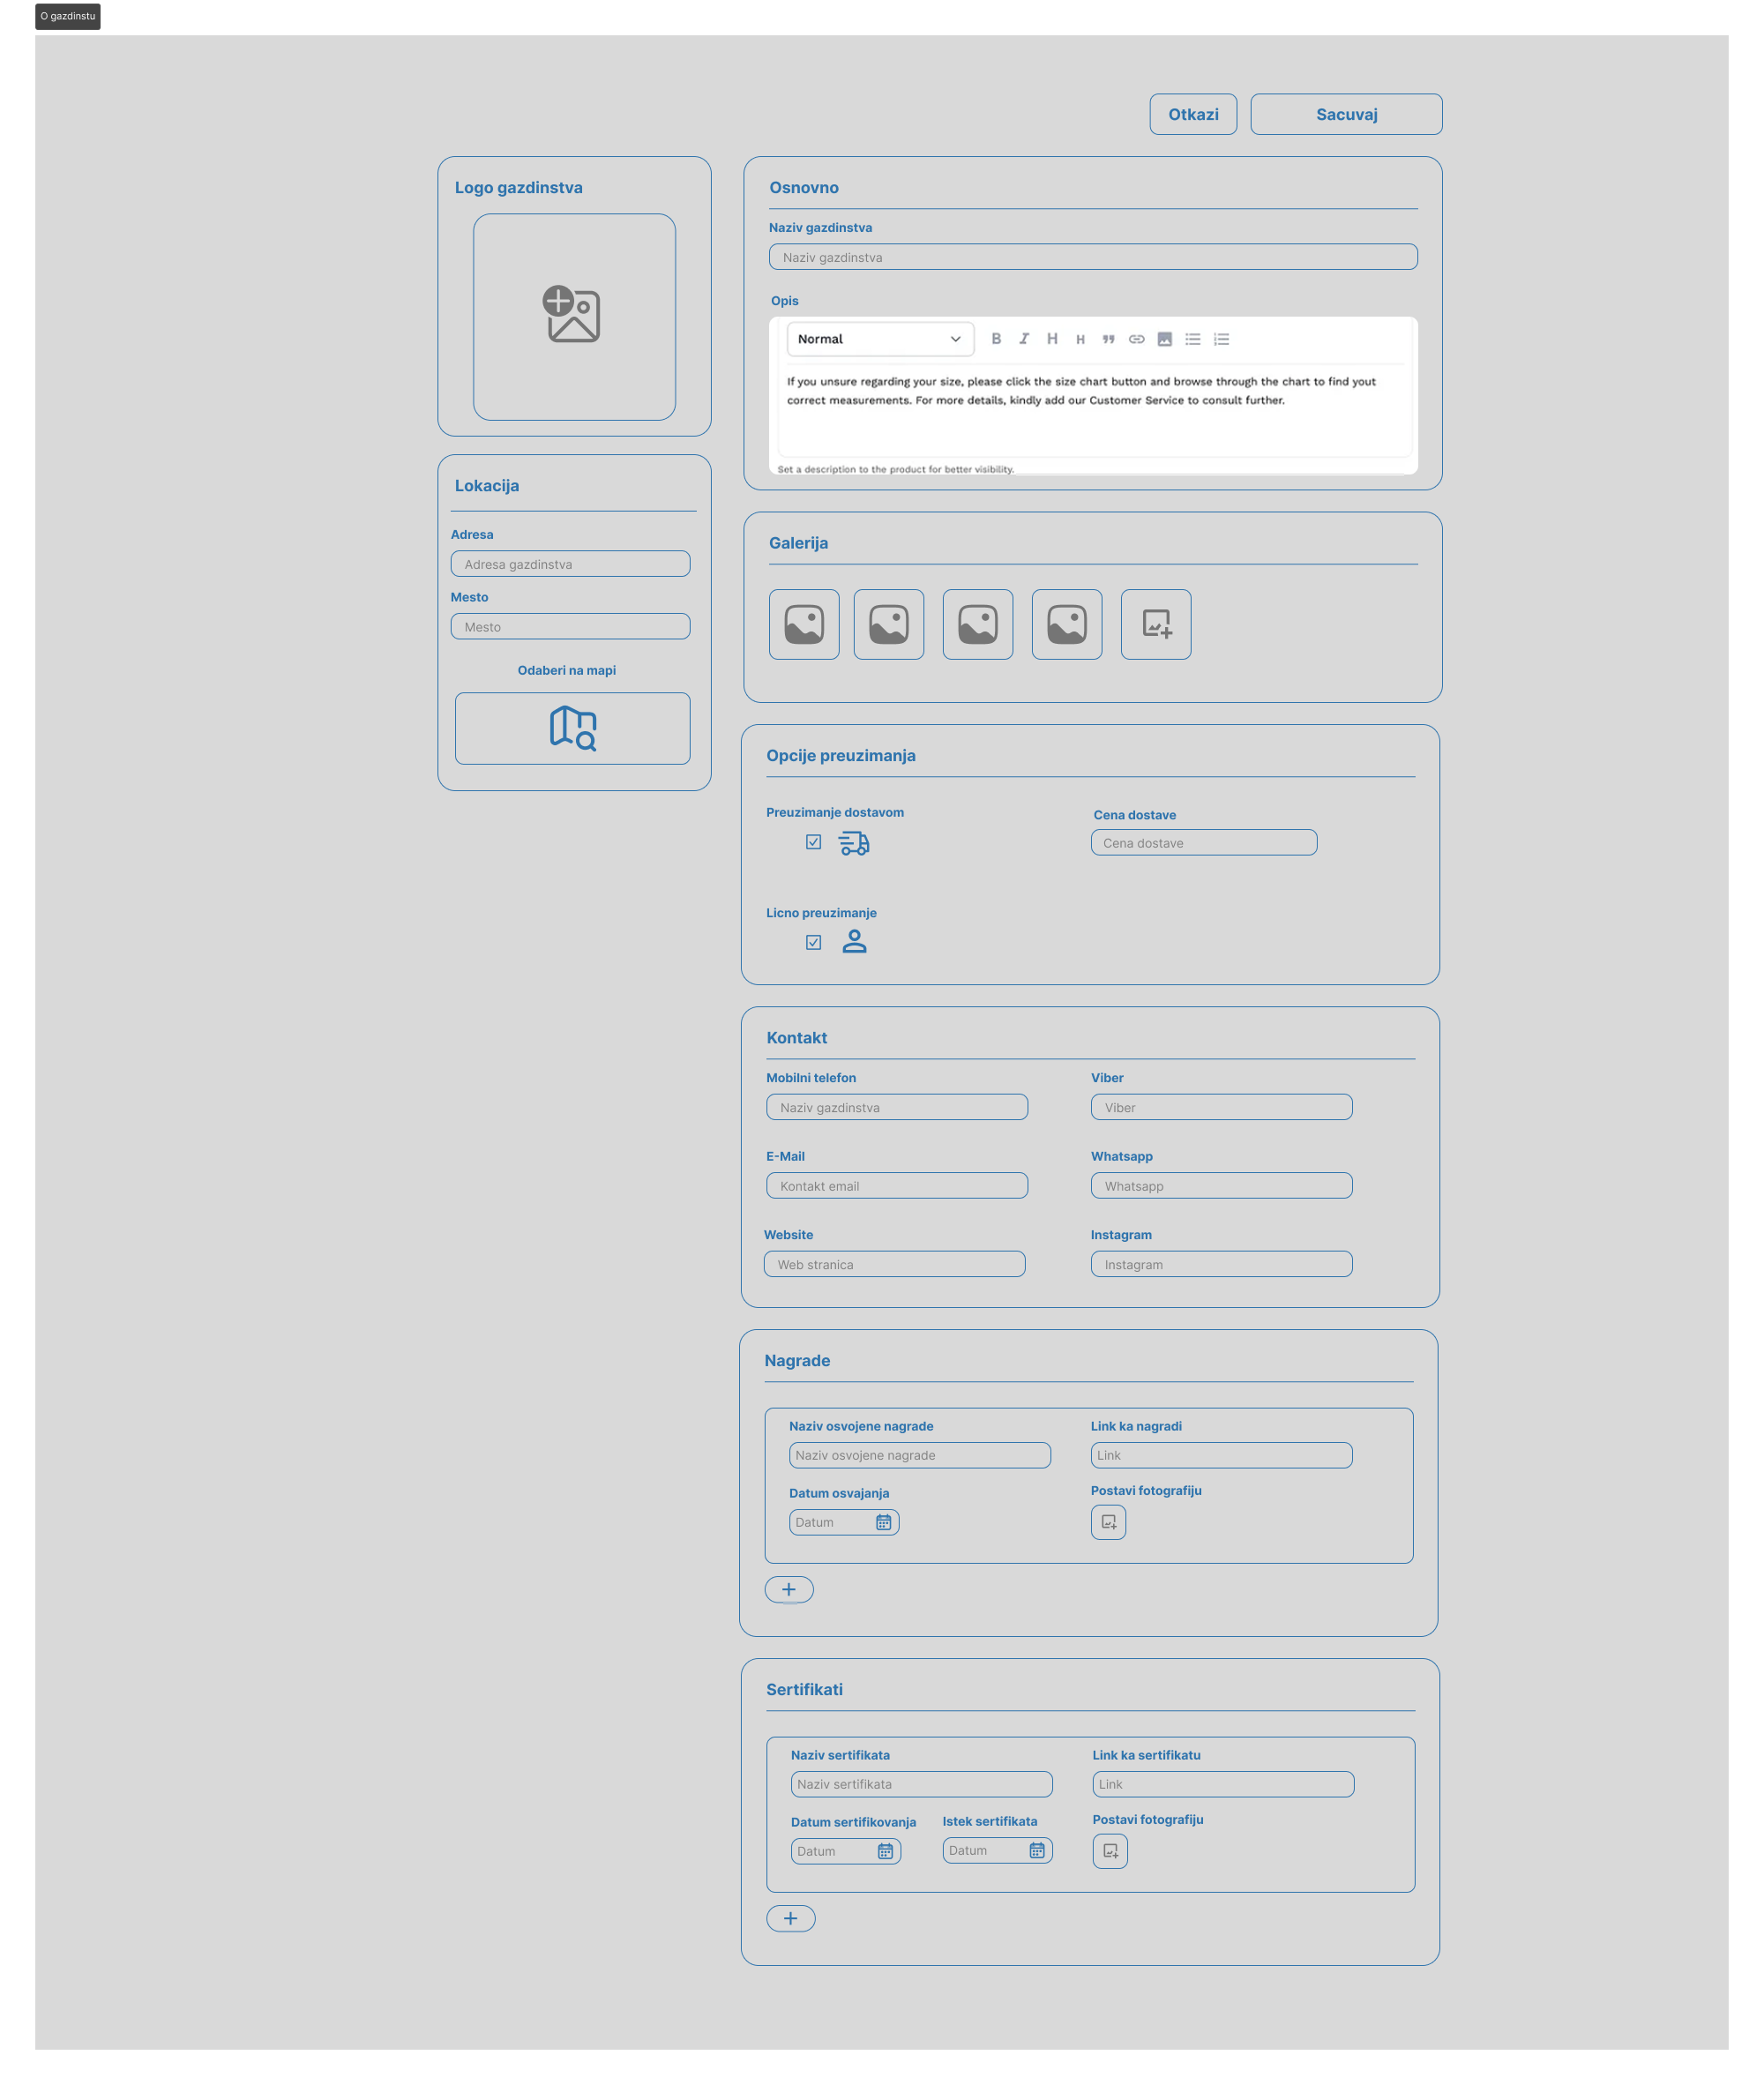 O gazdinstu
Otkazi
Sacuvaj
Logo gazdinstva
Lokacija
Adresa
Adresa gazdinstva
Mesto
Mesto
Odaberi na mapi
Osnovno
Naziv gazdinstva
Naziv gazdinstva
Opis
Normal
B I H H
If you unsure regarding your size, please click the size chart button and browse through the chart to find yout
correct measurements. For more details, kindly add our Customer Service to consult further.
Set a description to the product for better visibility.
Galerija
Opcije preuzimanja
Preuzimanje dostavom
Cena dostave
Cena dostave
Licno preuzimanje
Kontakt
Mobilni telefon
Viber
Naziv gazdinstva
Viber
E-Mail
Whatsapp
Kontakt email
Whatsapp
Website
Instagram
Web stranica
Instagram
Nagrade
Naziv osvojene nagrade
Link ka nagradi
Naziv osvojene nagrade
Link
Datum osvajanja
Postavi fotografiju
Datum
Sertifikati
Naziv sertifikata
Link ka sertifikatu
Naziv sertifikata
Link
Datum sertifikovanja
Istek sertifikata
Postavi fotografiju
Datum
Datum